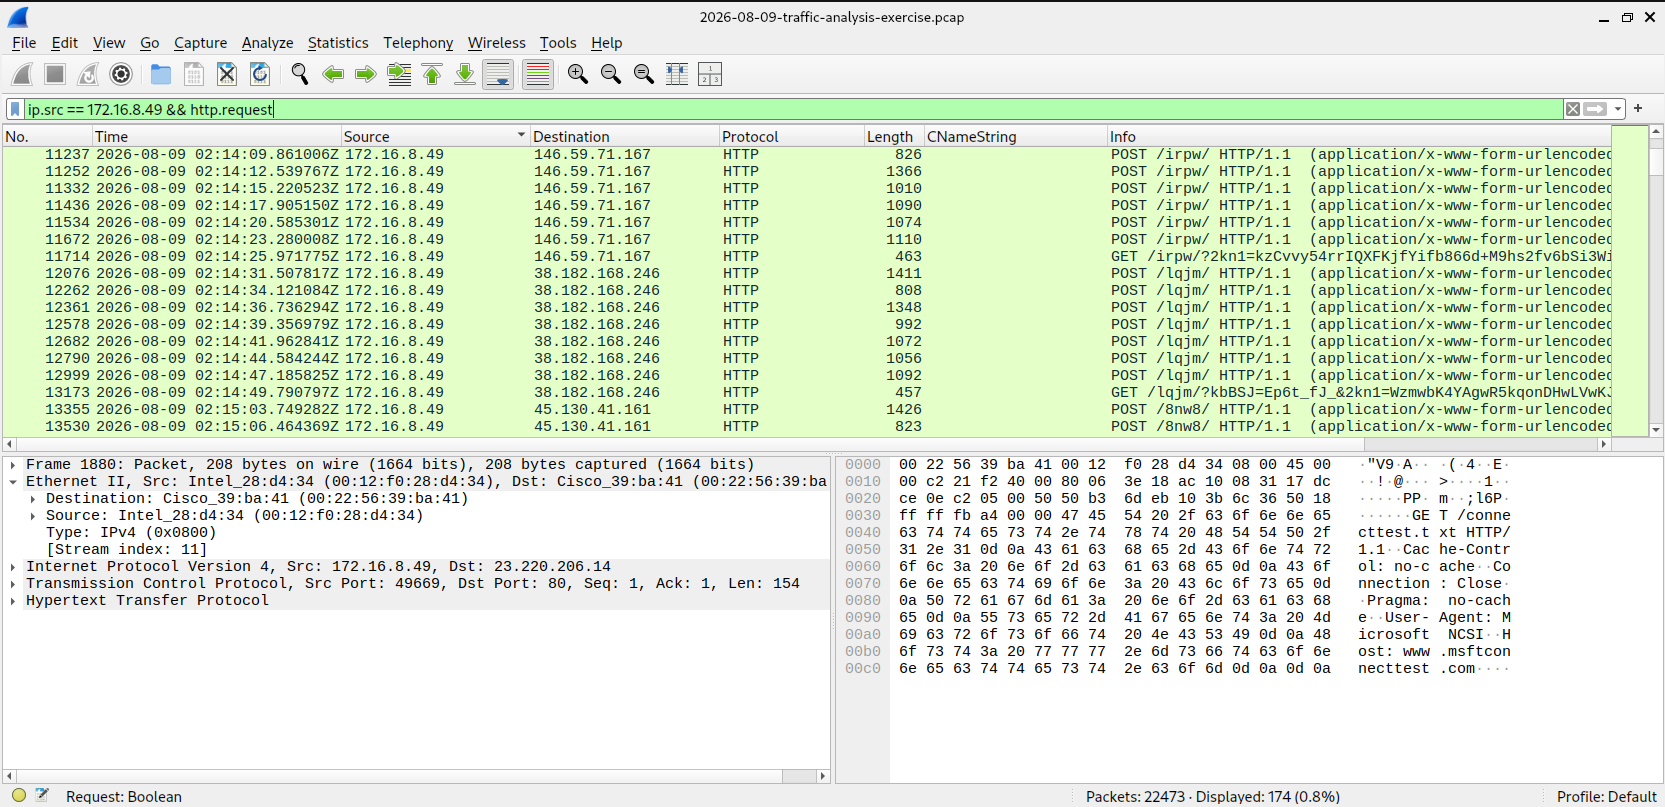 2026-08-09-traffic-analysis-exercise.pcap
File Edit View Go Capture Analyze Statistics Telephony Wireless Tools Help
ip.src == 172.16.8.49 && http.request
No. Time Source Destination Protocol Length CNameString Info
11237 2026-08-09 02:14:09.861006Z 172.16.8.49 146.59.71.167 HTTP 826 POST /irpw/ HTTP/1.1 (application/x-www-form-urlencoded
11252 2026-08-09 02:14:12.539767Z 172.16.8.49 146.59.71.167 HTTP 1366 POST /irpw/ HTTP/1.1 (application/x-www-form-urlencoded
11332 2026-08-09 02:14:15.220523Z 172.16.8.49 146.59.71.167 HTTP 1010 POST /irpw/ HTTP/1.1 (application/x-www-form-urlencoded
11436 2026-08-09 02:14:17.905150Z 172.16.8.49 146.59.71.167 HTTP 1090 POST /irpw/ HTTP/1.1 (application/x-www-form-urlencoded
11534 2026-08-09 02:14:20.585301Z 172.16.8.49 146.59.71.167 HTTP 1074 POST /irpw/ HTTP/1.1 (application/x-www-form-urlencoded
11672 2026-08-09 02:14:23.280008Z 172.16.8.49 146.59.71.167 HTTP 1110 POST /irpw/ HTTP/1.1 (application/x-www-form-urlencoded
11714 2026-08-09 02:14:25.971775Z 172.16.8.49 146.59.71.167 HTTP 463 GET /irpw/?2kn1=kzCvvy54rrIQXFKjfYifb866d+M9hs2fv6bSi3Wi
12076 2026-08-09 02:14:31.507817Z 172.16.8.49 38.182.168.246 HTTP 1411 POST /lqjm/ HTTP/1.1 (application/x-www-form-urlencoded
12262 2026-08-09 02:14:34.121084Z 172.16.8.49 38.182.168.246 HTTP 808 POST /lqjm/ HTTP/1.1 (application/x-www-form-urlencoded
12361 2026-08-09 02:14:36.736294Z 172.16.8.49 38.182.168.246 HTTP 1348 POST /lqjm/ HTTP/1.1 (application/x-www-form-urlencoded
12578 2026-08-09 02:14:39.356979Z 172.16.8.49 38.182.168.246 HTTP 992 POST /lqjm/ HTTP/1.1 (application/x-www-form-urlencoded
12682 2026-08-09 02:14:41.962841Z 172.16.8.49 38.182.168.246 HTTP 1072 POST /lqjm/ HTTP/1.1 (application/x-www-form-urlencoded
12790 2026-08-09 02:14:44.584244Z 172.16.8.49 38.182.168.246 HTTP 1056 POST /lqjm/ HTTP/1.1 (application/x-www-form-urlencoded
12999 2026-08-09 02:14:47.185825Z 172.16.8.49 38.182.168.246 HTTP 1092 POST /lqjm/ HTTP/1.1 (application/x-www-form-urlencoded
13173 2026-08-09 02:14:49.790797Z 172.16.8.49 38.182.168.246 HTTP 457 GET /lqjm/?kbBSJ=Ep6t_fJ_&2kn1=WzmwbK4YAgwR5kqonDHwLVwKJ
13355 2026-08-09 02:15:03.749282Z 172.16.8.49 45.130.41.161 HTTP 1426 POST /8nw8/ HTTP/1.1 (application/x-www-form-urlencoded
13530 2026-08-09 02:15:06.464369Z 172.16.8.49 45.130.41.161 HTTP 823 POST /8nw8/ HTTP/1.1 (application/x-www-form-urlencoded
Frame 1880: Packet, 208 bytes on wire (1664 bits), 208 bytes captured (1664 bits)
Ethernet II, Src: Intel_28:d4:34 (00:12:f0:28:d4:34), Dst: Cisco_39:ba:41 (00:22:56:39:ba
Destination: Cisco_39:ba:41 (00:22:56:39:ba:41)
Source: Intel_28:d4:34 (00:12:f0:28:d4:34)
Type: IPv4 (0x0800)
[Stream index: 11]
Internet Protocol Version 4, Src: 172.16.8.49, Dst: 23.220.206.14
Transmission Control Protocol, Src Port: 49669, Dst Port: 80, Seq: 1, Ack: 1, Len: 154
Hypertext Transfer Protocol
0000 00 22 56 39 ba 41 00 12 f0 28 d4 34 08 00 45 00 ·"V9·A·· ·(·4··E·
0010 00 c2 21 f2 40 00 80 06 3e 18 ac 10 08 31 17 dc ··!·@··· >····1··
0020 ce 0e c2 05 00 50 50 b3 6d eb 10 3b 6c 36 50 18 ·····PP· m··;l6P·
0030 ff ff fb a4 00 00 47 45 54 20 2f 63 6f 6e 6e 65 ······GE T /conne
0040 63 74 74 65 73 74 2e 74 78 74 20 48 54 54 50 2f cttest.t xt HTTP/
0050 31 2e 31 0d 0a 43 61 63 68 65 2d 43 6f 6e 74 72 1.1··Cac he-Contr
0060 6f 6c 3a 20 6e 6f 2d 63 61 63 68 65 0d 0a 43 6f ol: no-c ache··Co
0070 6e 6e 65 63 74 69 6f 6e 3a 20 43 6c 6f 73 65 0d nnection : Close·
0080 0a 50 72 61 67 6d 61 3a 20 6e 6f 2d 63 61 63 68 ·Pragma: no-cach
0090 65 0d 0a 55 73 65 72 2d 41 67 65 6e 74 3a 20 4d e··User- Agent: M
00a0 69 63 72 6f 73 6f 66 74 20 4e 43 53 49 0d 0a 48 icrosoft NCSI··H
00b0 6f 73 74 3a 20 77 77 77 2e 6d 73 66 74 63 6f 6e ost: www .msftcon
00c0 6e 65 63 74 74 65 73 74 2e 63 6f 6d 0d 0a 0d 0a necttest .com····
Request: Boolean
Packets: 22473 · Displayed: 174 (0.8%)
Profile: Default